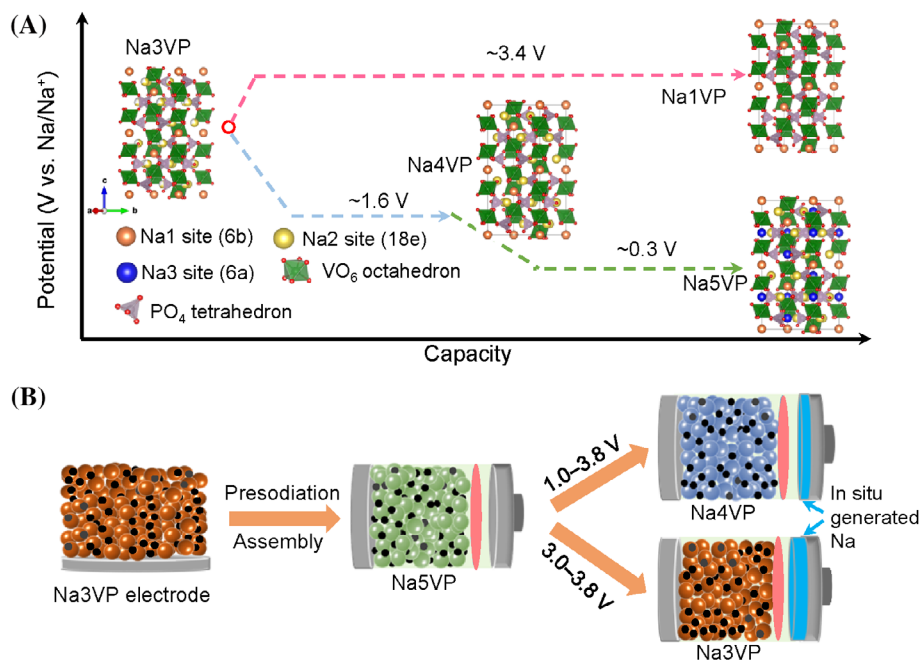 (A)
Potential (V vs. Na/Na⁺)
Na3VP
~3.4 V
Na1VP
Na4VP
~1.6 V
c
a
b
Na1 site (6b)
Na2 site (18e)
~0.3 V
Na3 site (6a)
VO₆ octahedron
Na5VP
PO₄ tetrahedron
Capacity
(B)
1.0–3.8 V
Na4VP
Presodiation
Assembly
In situ
generated
Na
Na3VP electrode
Na5VP
3.0–3.8 V
Na3VP